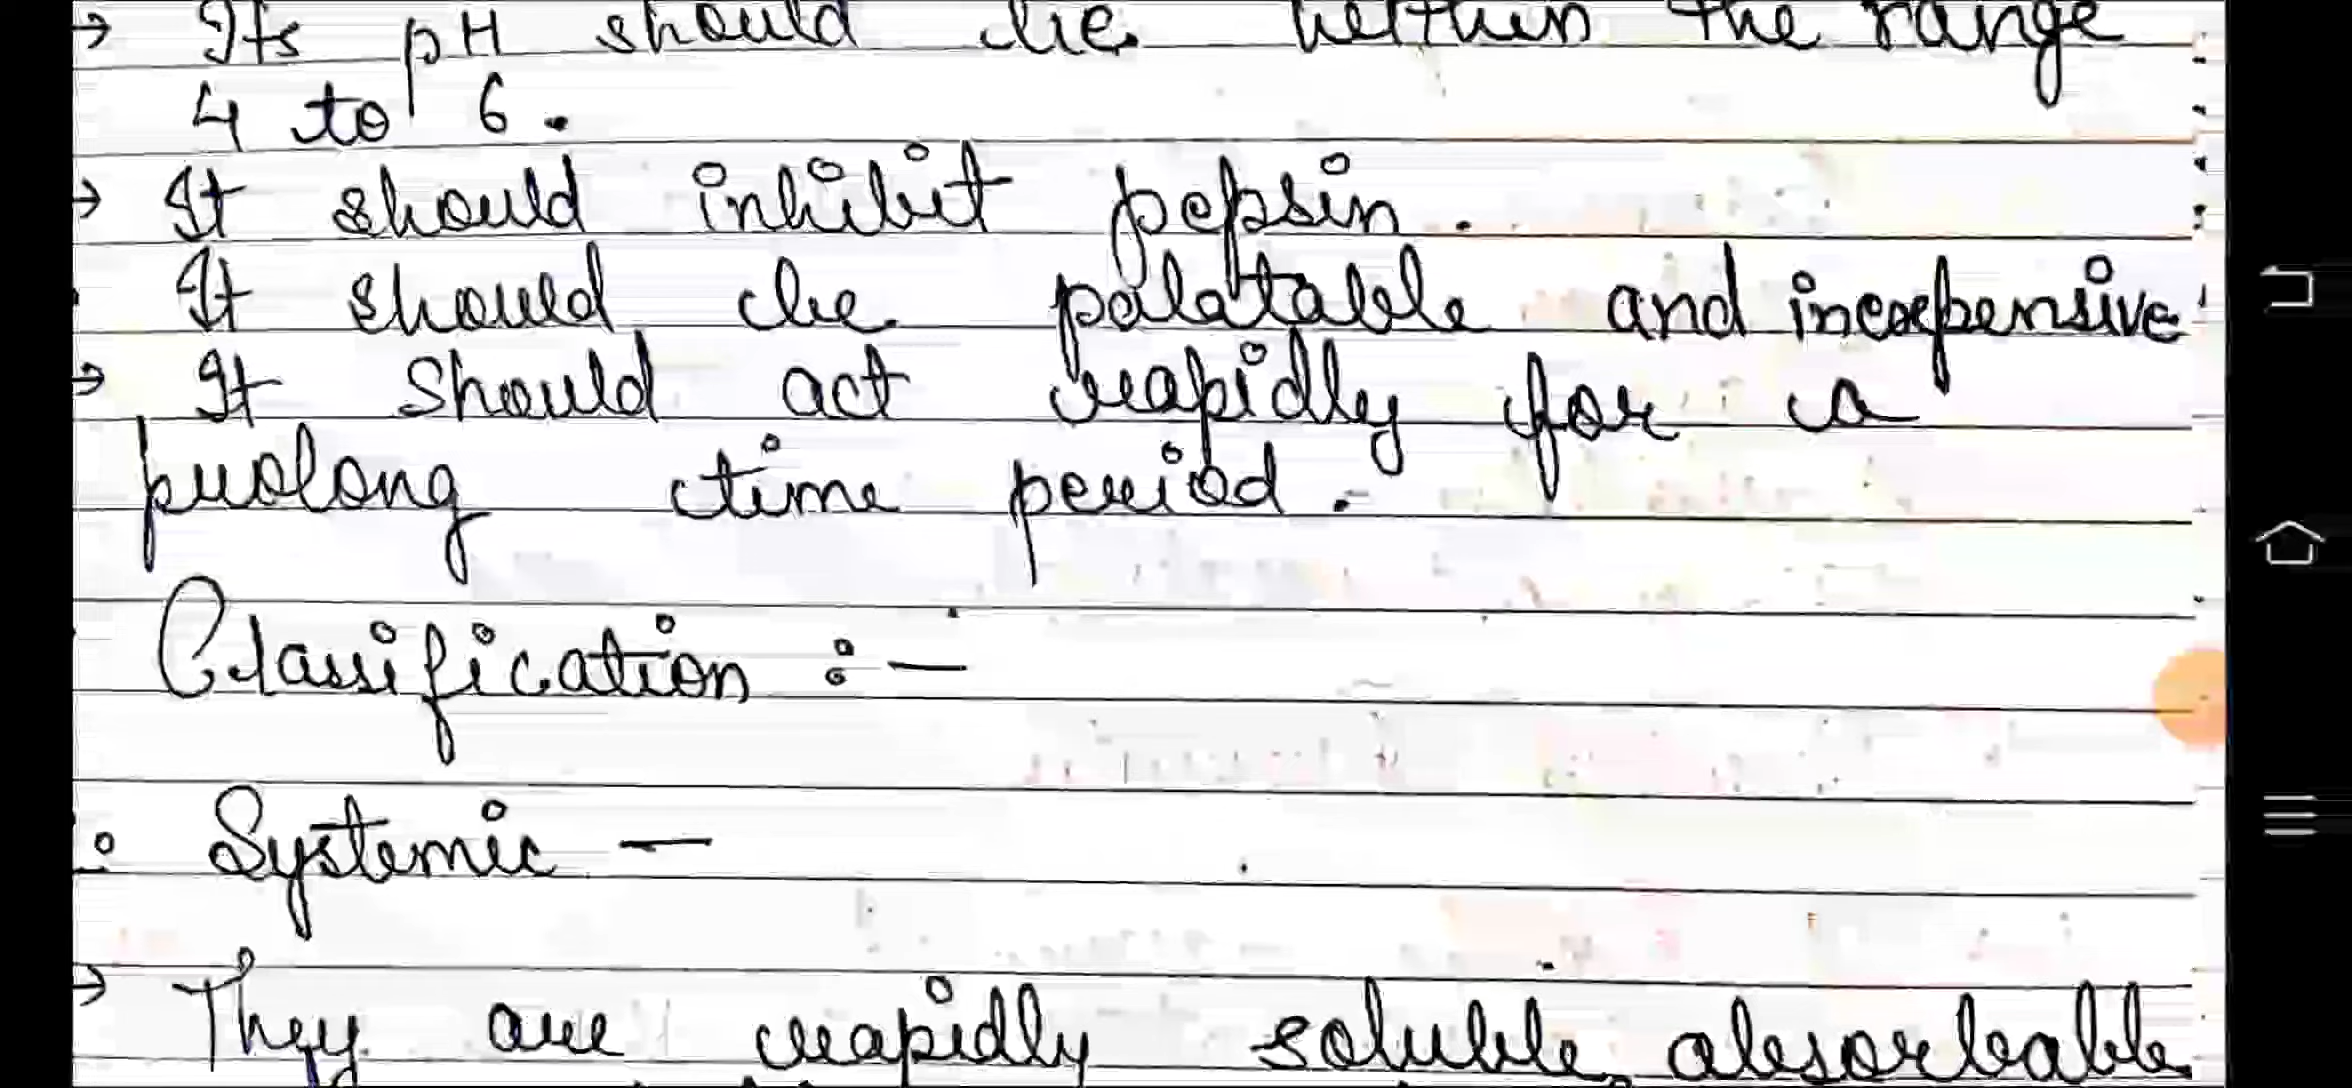 → Its pH should be between the range
4 to 6.
→ It should inhibit pepsin.
It should be palatable and inexpensive
→ It should act rapidly for a
prolong time period.
Classification :-
Systemic -
→ They are rapidly soluble, absorbable